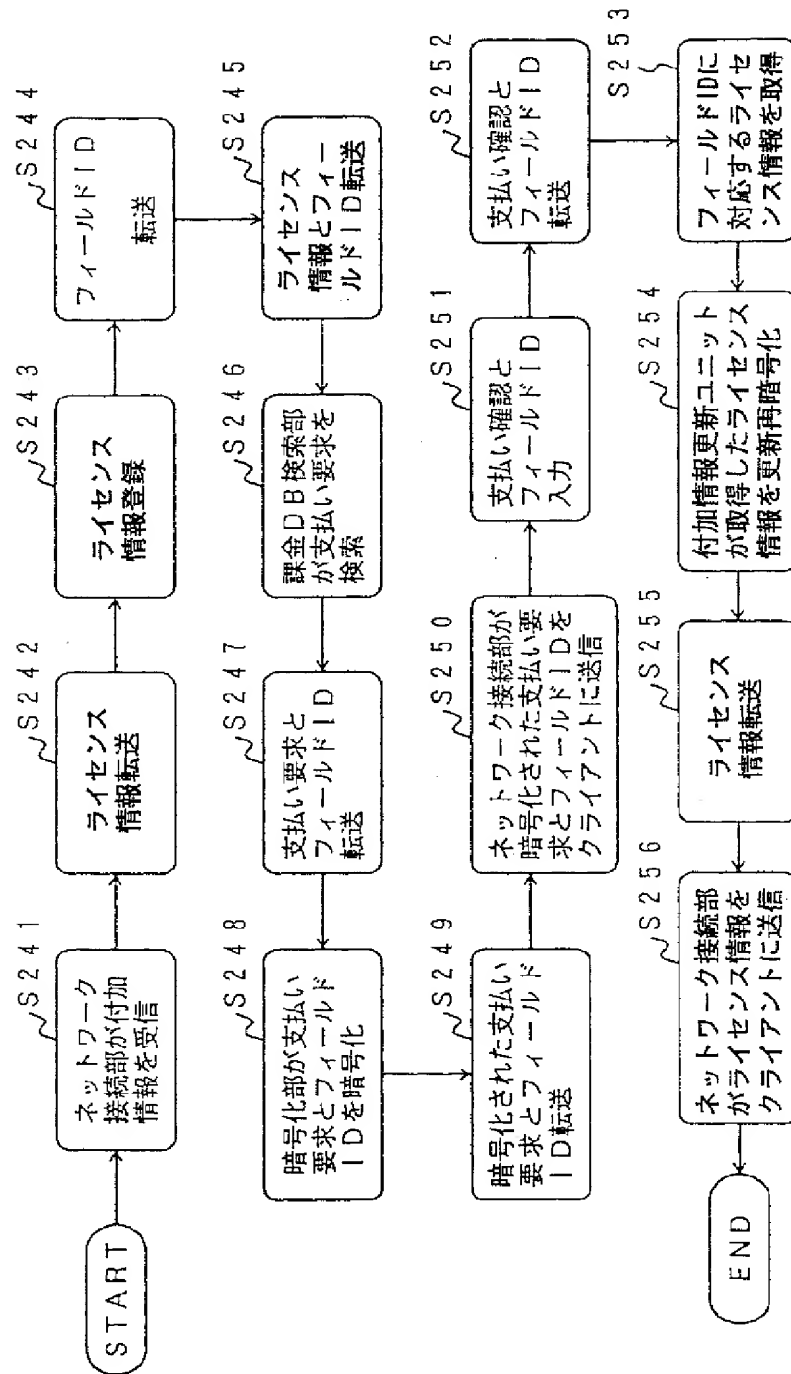 START
S241
ネットワーク
接続部が付加
情報を受信
S242
ライセンス
情報転送
S243
ライセンス
情報登録
S244
フィールドID
転送
S245
ライセンス
情報とフィー
ルドID転送
S246
課金DB検索部
が支払い要求を
検索
S247
支払い要求と
フィールドID
転送
S248
暗号化部が支払い
要求とフィールド
IDを暗号化
S249
暗号化された支払い
要求とフィールド
ID転送
S250
ネットワーク接続部が
暗号化された支払い要
求とフィールドIDを
クライアントに送信
S251
支払い確認と
フィールドID
入力
S252
支払い確認と
フィールドID
転送
S253
フィールドIDに
対応するライセ
ンス情報を取得
S254
付加情報更新ユニット
が取得したライセンス
情報を更新再暗号化
S255
ライセンス
情報転送
S256
ネットワーク接続部
がライセンス情報を
クライアントに送信
END